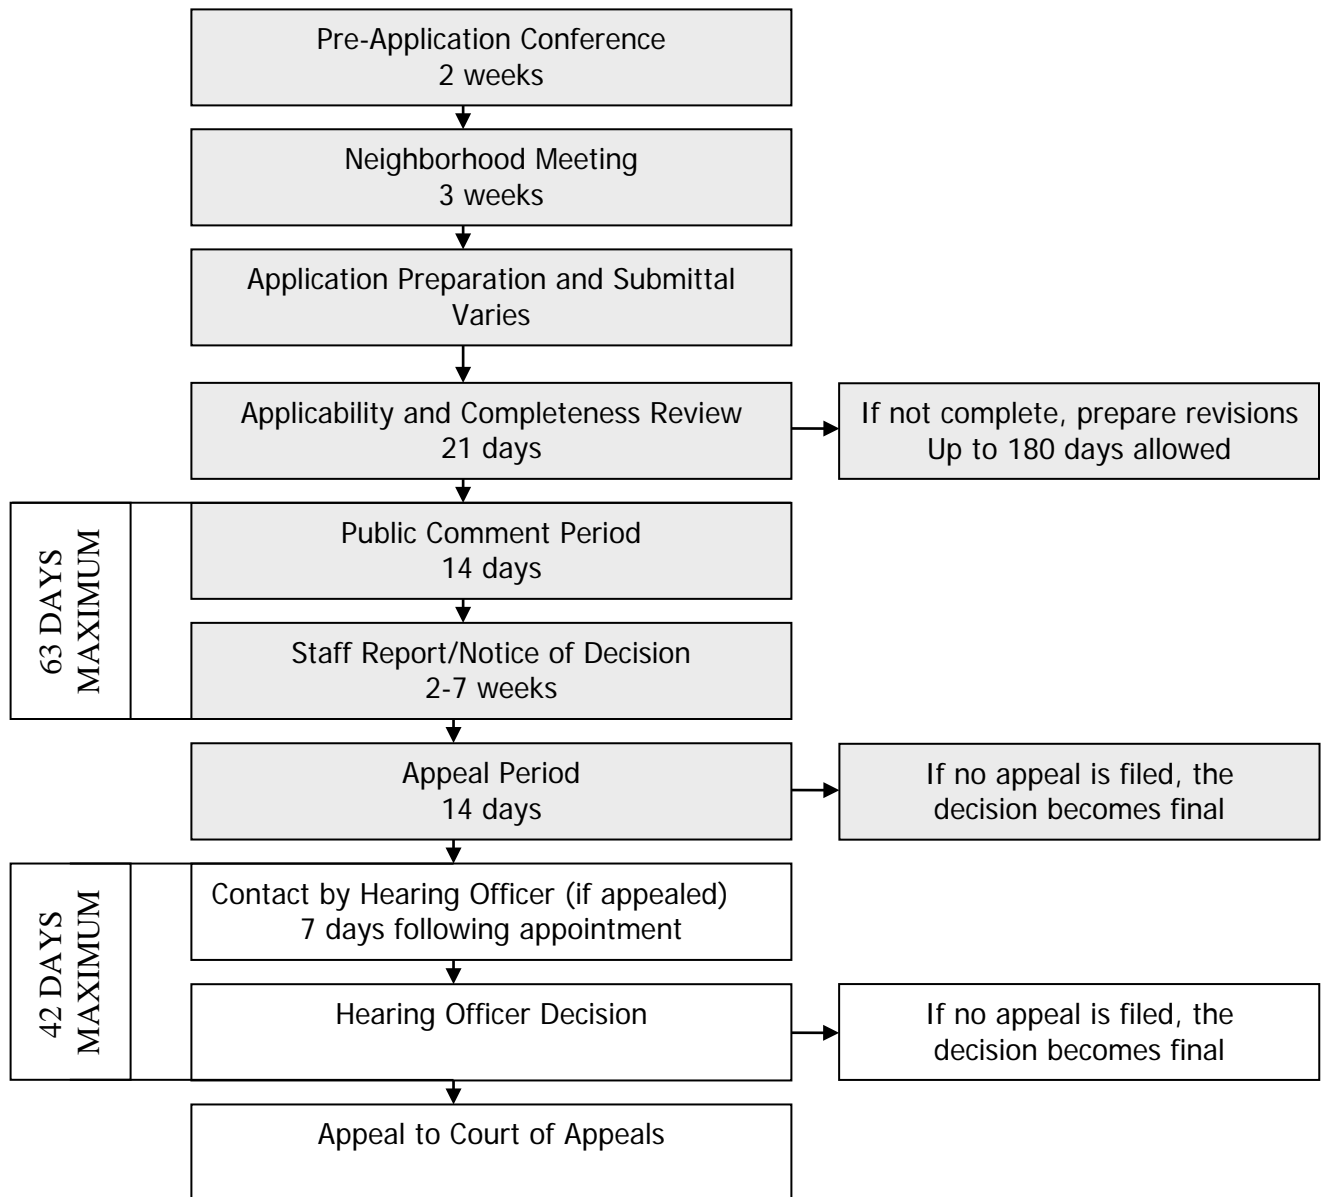 Pre-Application Conference
2 weeks
Neighborhood Meeting
3 weeks
Application Preparation and Submittal
Varies
Applicability and Completeness Review
21 days
If not complete, prepare revisions
Up to 180 days allowed
63 DAYS
MAXIMUM
Public Comment Period
14 days
Staff Report/Notice of Decision
2-7 weeks
Appeal Period
14 days
If no appeal is filed, the
decision becomes final
42 DAYS
MAXIMUM
Contact by Hearing Officer (if appealed)
7 days following appointment
Hearing Officer Decision
If no appeal is filed, the
decision becomes final
Appeal to Court of Appeals